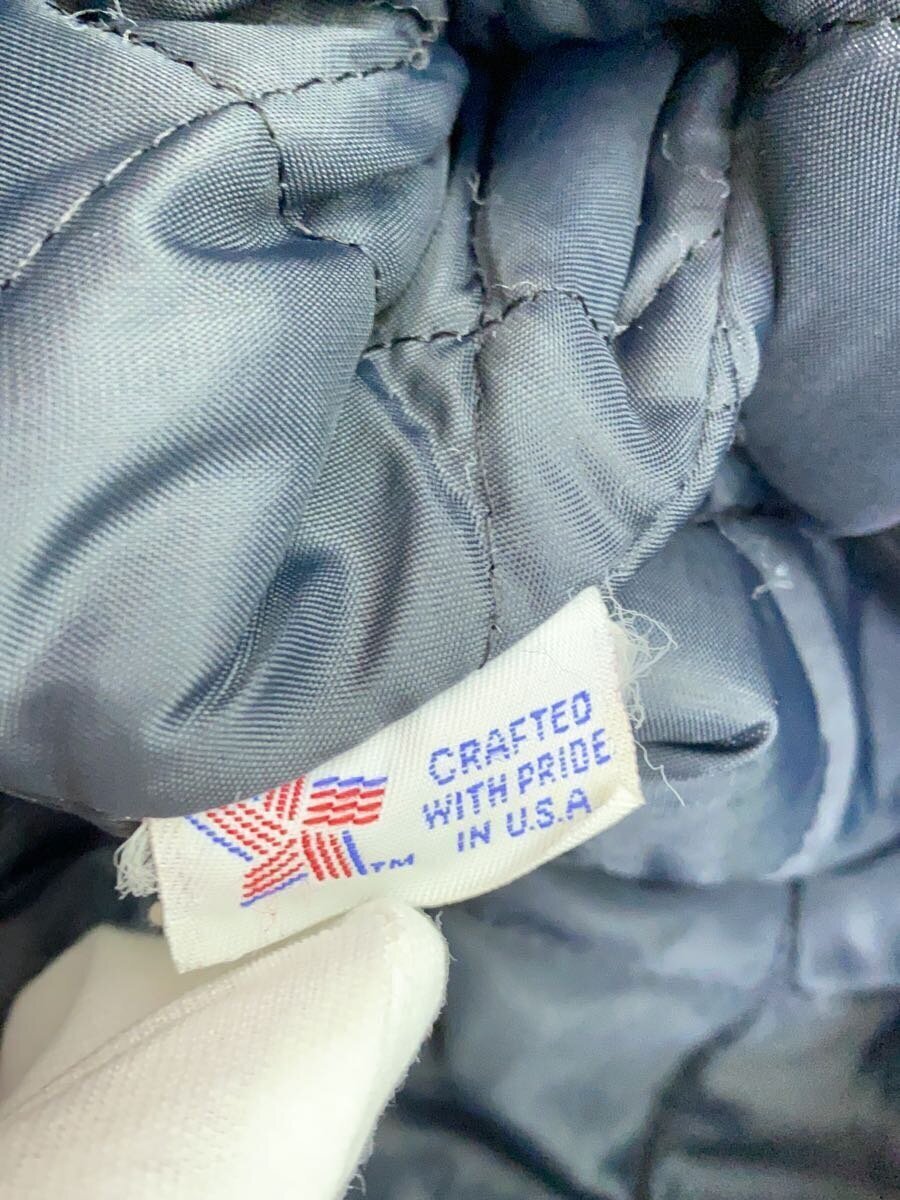 CRAFTED
WITH PRIDE
IN U.S.A
TM